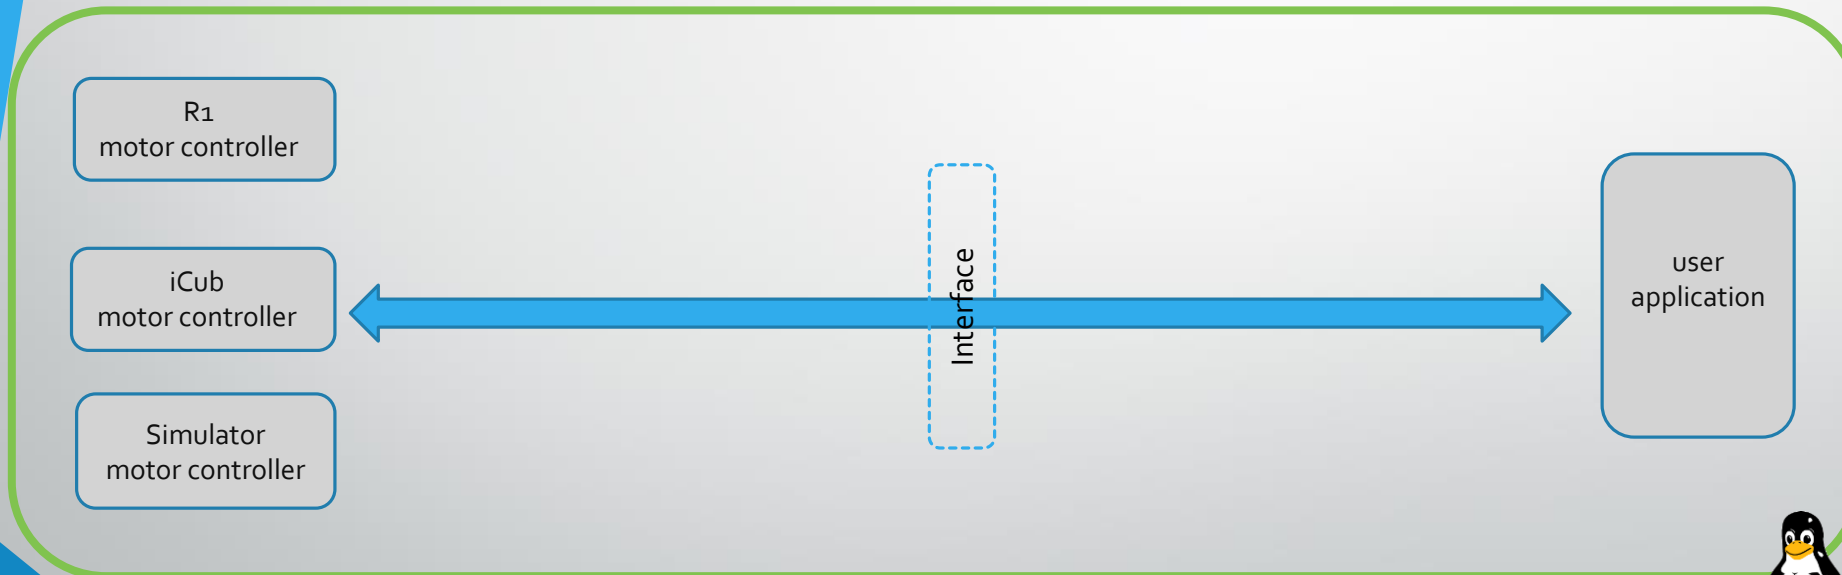 R1
motor controller
iCub
motor controller
Simulator
motor controller
Interface
user
application